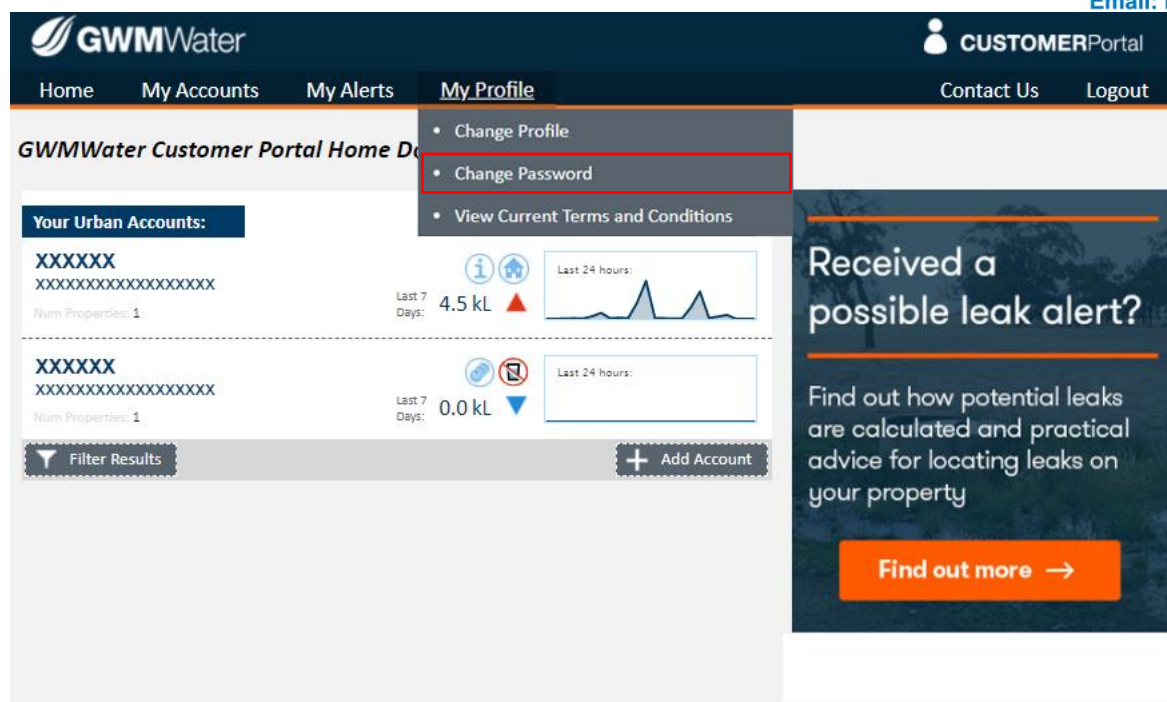 Email:
GWMWater
CUSTOMERPortal
Home My Accounts My Alerts My Profile Contact Us Logout
• Change Profile
• Change Password
• View Current Terms and Conditions
GWMWater Customer Portal Home
Your Urban Accounts:
XXXXXX
XXXXXXXXXXXXXXXXXX
Num Properties: 1
Last 7
Days: 4.5 kL
Last 24 hours:
XXXXXX
XXXXXXXXXXXXXXXXXX
Num Properties: 1
Last 7
Days: 0.0 kL
Last 24 hours:
Filter Results
Add Account
Received a
possible leak alert?
Find out how potential leaks
are calculated and practical
advice for locating leaks on
your property
Find out more →